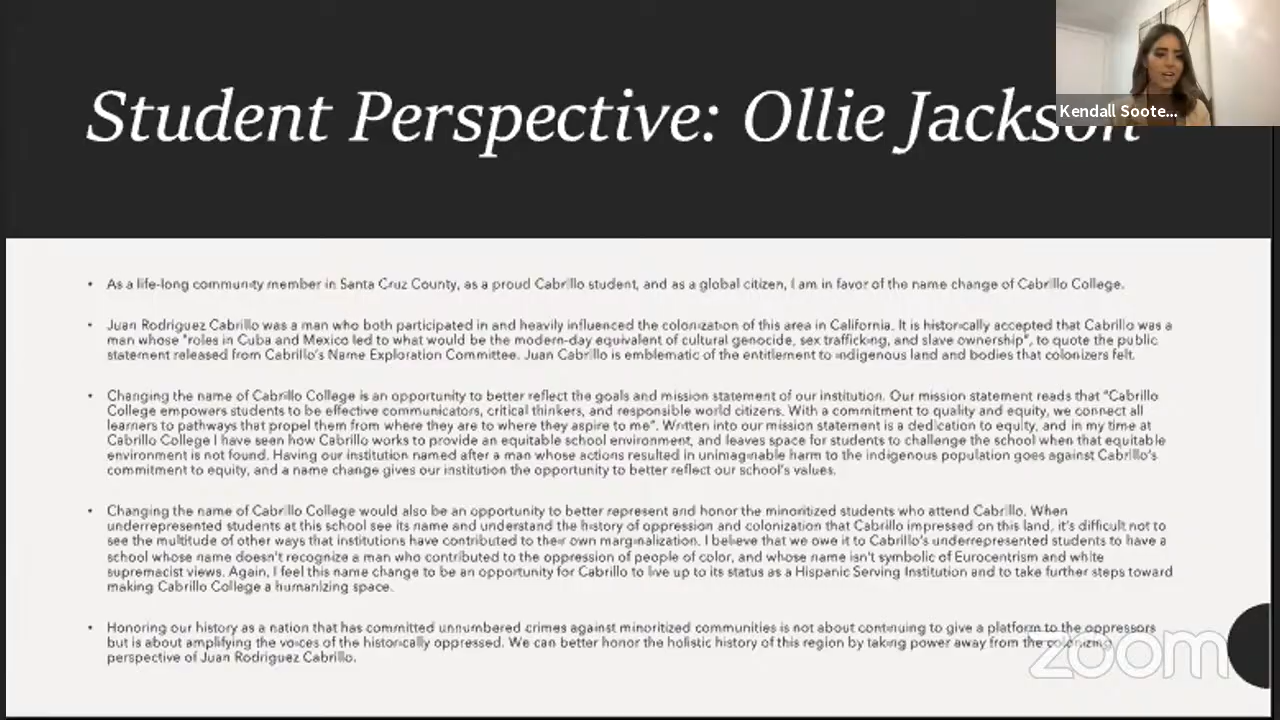 Student Perspective: Ollie Jackson
Kendall Soote...
• As a life-long community member in Santa Cruz County, as a proud Cabrillo student, and as a global citizen, I am in favor of the name change of Cabrillo College.
• Juan Rodriguez Cabrillo was a man who both participated in and heavily influenced the colonization of this area in California. It is historically accepted that Cabrillo was a
man whose "roles in Cuba and Mexico led to what would be the modern-day equivalent of cultural genocide, sex trafficking, and slave ownership", to quote the public
statement released from Cabrillo's Name Exploration Committee. Juan Cabrillo is emblematic of the entitlement to indigenous land and bodies that colonizers felt.
• Changing the name of Cabrillo College is an opportunity to better reflect the goals and mission statement of our institution. Our mission statement reads that "Cabrillo
College empowers students to be effective communicators, critical thinkers, and responsible world citizens. With a commitment to quality and equity, we connect all
learners to pathways that propel them from where they are to where they aspire to me". Written into our mission statement is a dedication to equity, and in my time at
Cabrillo College I have seen how Cabrillo works to provide an equitable school environment, and leaves space for students to challenge the school when that equitable
environment is not found. Having our institution named after a man whose actions resulted in unimaginable harm to the indigenous population goes against Cabrillo's
commitment to equity, and a name change gives our institution the opportunity to better reflect our school's values.
• Changing the name of Cabrillo College would also be an opportunity to better represent and honor the minoritized students who attend Cabrillo. When
underrepresented students at this school see its name and understand the history of oppression and colonization that Cabrillo impressed on this land, it's difficult not to
see the multitude of other ways that institutions have contributed to their own marginalization. I believe that we owe it to Cabrillo's underrepresented students to have a
school whose name doesn't recognize a man who contributed to the oppression of people of color, and whose name isn't symbolic of Eurocentrism and white
supremacist views. Again, I feel this name change to be an opportunity for Cabrillo to live up to its status as a Hispanic Serving Institution and to take further steps toward
making Cabrillo College a humanizing space.
• Honoring our history as a nation that has committed unnumbered crimes against minoritized communities is not about continuing to give a platform to the oppressors
but is about amplifying the voices of the historically oppressed. We can better honor the holistic history of this region by taking power away from the colonizing
perspective of Juan Rodriguez Cabrillo.
zoom